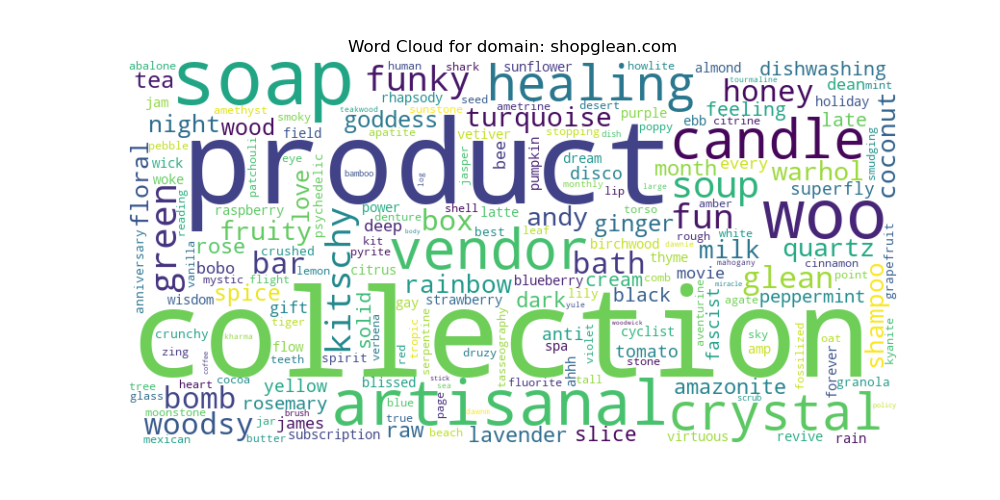 Word Cloud for domain: shopglean.com
abalone
human
shark
sunflower
howlite
almond
dishwashing
tea
soap
funky
healing
tourmaline
honey
dean
mint
jam
amethyst
smoky
teakwood
rhapsody
seed
sunstone
ametrine
desert
purple
feeling
holiday
night
wood
field
goddess
turquoise
stopping
poppy
ebb
citrine
late
coconut
pebble
apatite
vetiver
dish
candle
smudging
floral
wick
woke
reading
patchouli
eye
product
bamboo
log
jasper
bee
pumpkin
dream
disco
monthly
lip
large
month
every
warhol
soup
superfly
green
love
psychedelic
raspberry
power
denture
shell
latte
box
andy
torso
amber
fun
woo
fruity
kitschy
deep
body
best
leaf
ginger
rough
white
rose
vanilla
crushed
kit
pyrite
vendor
birchwood
dawnie
milk
quartz
grapefruit
anniversary
bobo
bar
lemon
citrus
bath
thyme
mahogany
cinnamon
mystic
flight
rainbow
blueberry
cream
comb
movie
glean
point
shampoo
wisdom
spice
gift
solid
gay
strawberry
dark
lily
black
aventurine
agate
peppermint
miracle
yule
collection
crunchy
tiger
kharma
verbena
tropic
serpentine
tasseography
anti
violet
woodwick
cyclist
fascist
sky
fossilized
oat
kyanite
zing
coffee
flow
teeth
spirit
red
druzy
spa
ahhh
tomato
stone
amp
forever
tree
glass
heart
cocoa
yellow
blissed
stick
sea
fluorite
tall
scrub
amazonite
granola
moonstone
bomb
brush
rosemary
blue
page
artisanal
crystal
policy
woodsy
jar
james
true
mexican
butter
subscription
raw
beach
lavender
slice
virtuous
revive
rain